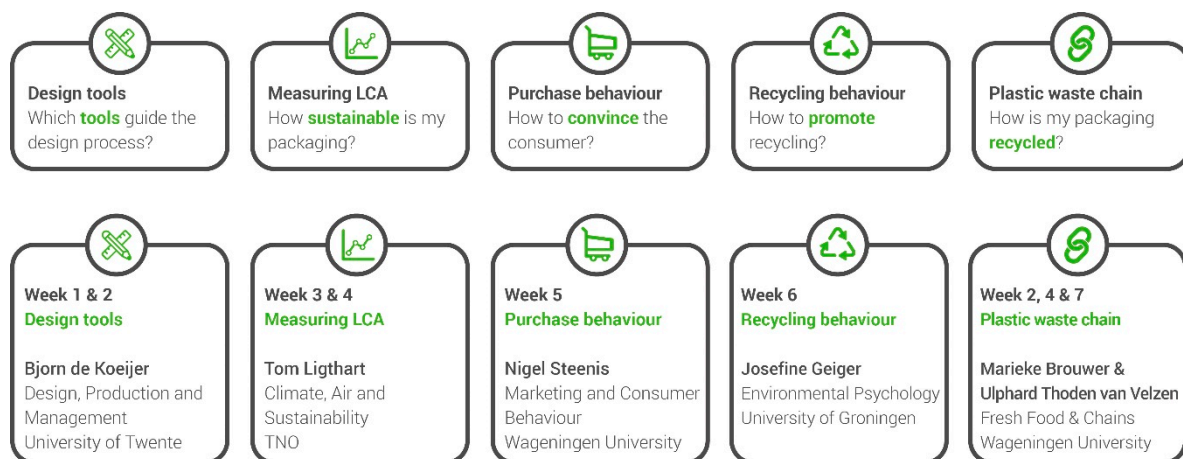 Design tools
Which tools guide the
design process?
Measuring LCA
How sustainable is my
packaging?
Purchase behaviour
How to convince the
consumer?
Recycling behaviour
How to promote
recycling?
Plastic waste chain
How is my packaging
recycled?
Week 1 & 2
Design tools
Bjorn de Koeijer
Design, Production and
Management
University of Twente
Week 3 & 4
Measuring LCA
Tom Ligthart
Climate, Air and
Sustainability
TNO
Week 5
Purchase behaviour
Nigel Steenis
Marketing and Consumer
Behaviour
Wageningen University
Week 6
Recycling behaviour
Josefine Geiger
Environmental Psychology
University of Groningen
Week 2, 4 & 7
Plastic waste chain
Marieke Brouwer &
Ulphard Thoden van Velzen
Fresh Food & Chains
Wageningen University